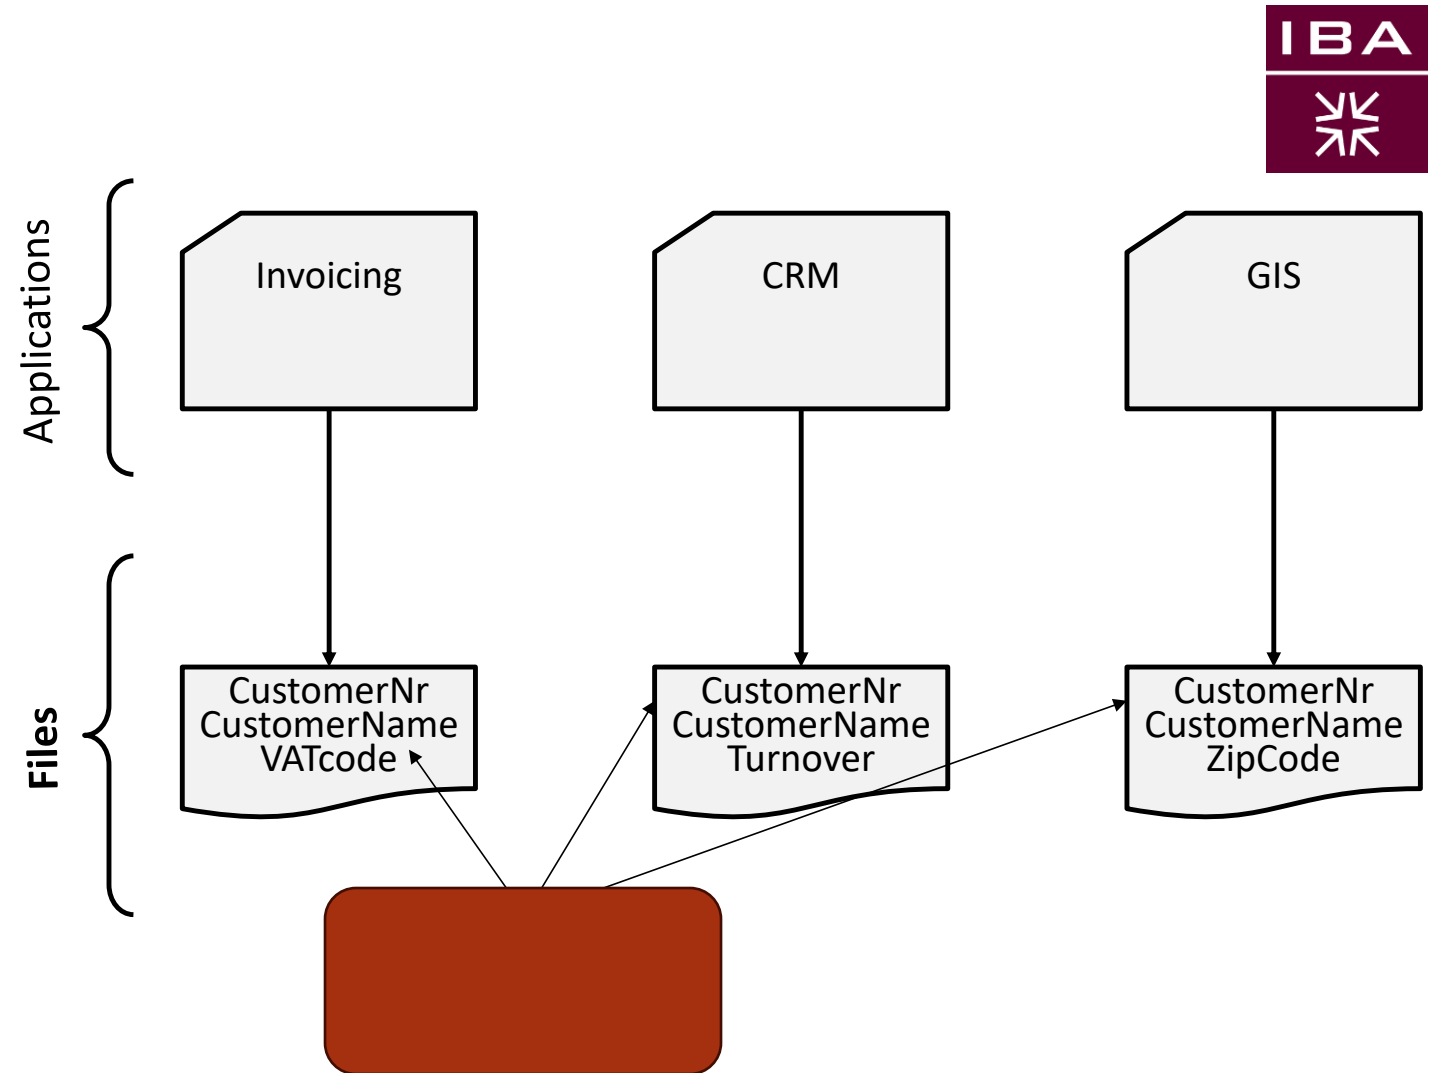 IBA
Applications
Invoicing
CRM
GIS
Files
CustomerNr
CustomerName
VATcode
CustomerNr
CustomerName
Turnover
CustomerNr
CustomerName
ZipCode